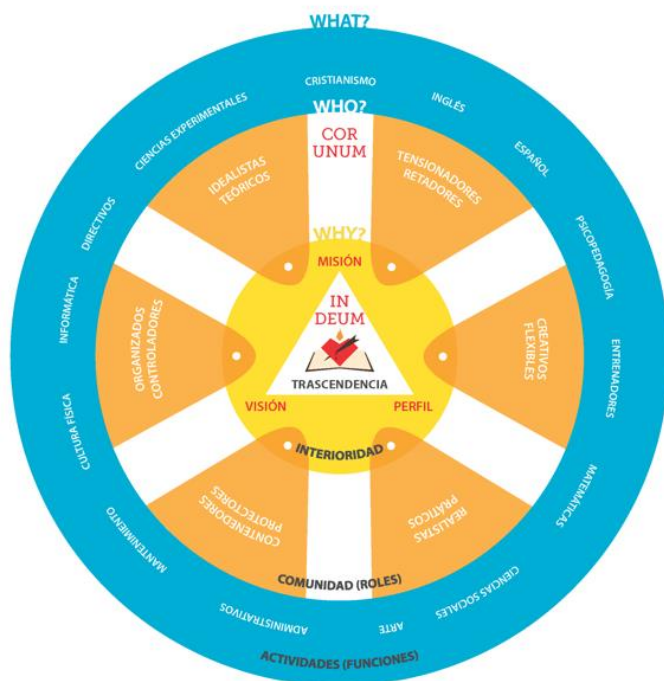 WHAT?
CRISTIANISMO
INGLÉS
ESPAÑOL
PSICOPEDAGOGÍA
ENTRENADORES
MATEMÁTICAS
CIENCIAS SOCIALES
ARTE
ADMINISTRATIVOS
MANTENIMIENTO
CULTURA FÍSICA
INFORMÁTICA
DIRECTIVOS
CIENCIAS EXPERIMENTALES
WHO?
COR
UNUM
IDEALISTAS
TEÓRICOS
TENSIONADORES
RETADORES
CREATIVOS
FLEXIBLES
REALISTAS
PRÁCTICOS
CONTENEDORES
PROTECTORES
ORGANIZADOS
CONTROLADORES
WHY?
MISIÓN
IN
DEUM
TRASCENDENCIA
VISIÓN
PERFIL
INTERIORIDAD
COMUNIDAD (ROLES)
ACTIVIDADES (FUNCIONES)